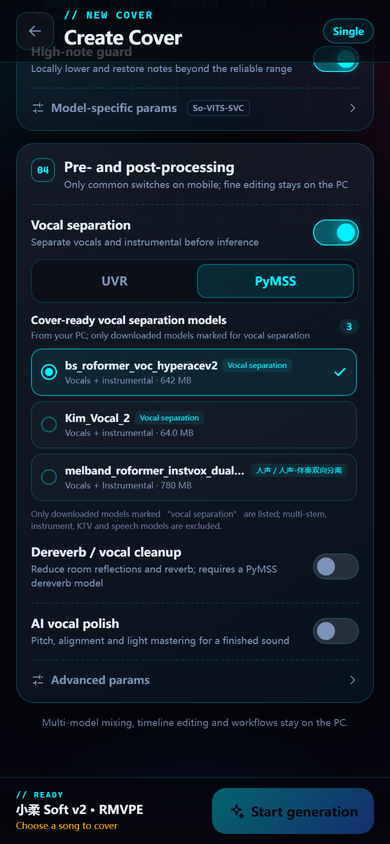 // NEW COVER
Create Cover
Single
High-note guard
Locally lower and restore notes beyond the reliable range
Model-specific params
So-VITS-SVC
04
Pre- and post-processing
Only common switches on mobile; fine editing stays on the PC
Vocal separation
Separate vocals and instrumental before inference
UVR
PyMSS
Cover-ready vocal separation models
From your PC; only downloaded models marked for vocal separation
3
bs_roformer_voc_hyperacev2
Vocal separation
Vocals + instrumental · 642 MB
Kim_Vocal_2
Vocal separation
Vocals + instrumental · 64.0 MB
melband_roformer_instvox_dual...
人声 / 人声-伴奏双向分离
Vocals + Instrumental · 780 MB
Only downloaded models marked “vocal separation” are listed; multi-stem,
instrument, KTV and speech models are excluded.
Dereverb / vocal cleanup
Reduce room reflections and reverb; requires a PyMSS
dereverb model
AI vocal polish
Pitch, alignment and light mastering for a finished sound
Advanced params
Multi-model mixing, timeline editing and workflows stay on the PC.
// READY
小柔 Soft v2 • RMVPE
Choose a song to cover
Start generation